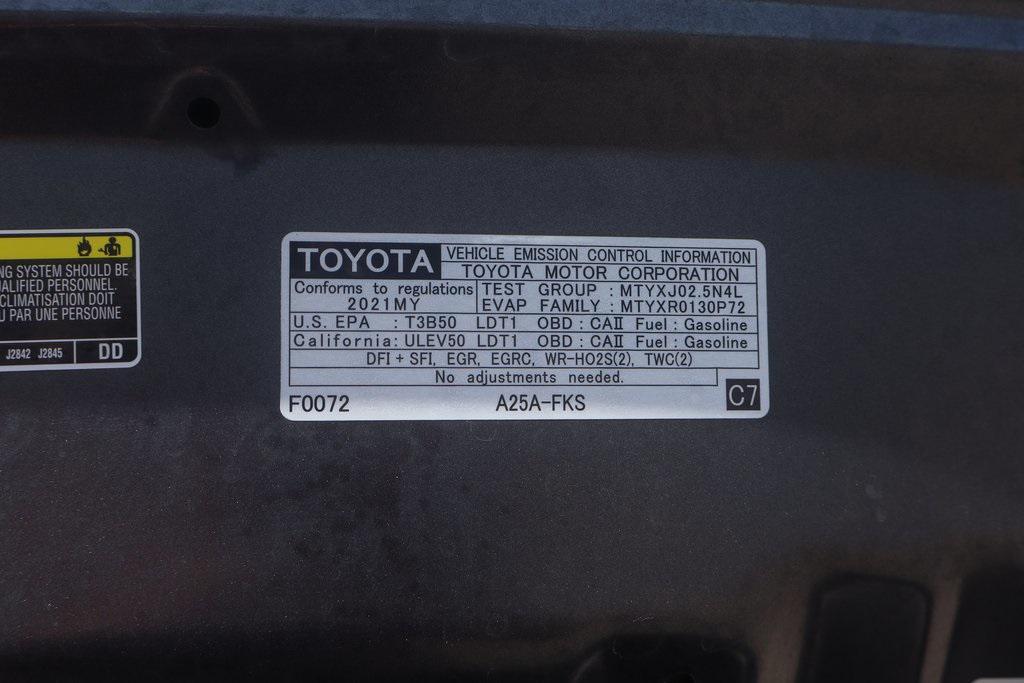 NG SYSTEM SHOULD BE
ALIFIED PERSONNEL.
CLIMATISATION DOIT
U PAR UNE PERSONNE
J2842 J2845 DD
TOYOTA VEHICLE EMISSION CONTROL INFORMATION
TOYOTA MOTOR CORPORATION
Conforms to regulations TEST GROUP : MTYXJ02.5N4L
2021MY EVAP FAMILY : MTYXR0130P72
U.S. EPA : T3B50 LDT1 OBD : CAⅡ Fuel : Gasoline
California: ULEV50 LDT1 OBD : CAⅡ Fuel : Gasoline
DFI + SFI, EGR, EGRC, WR-HO2S(2), TWC(2)
No adjustments needed.
F0072 A25A-FKS C7